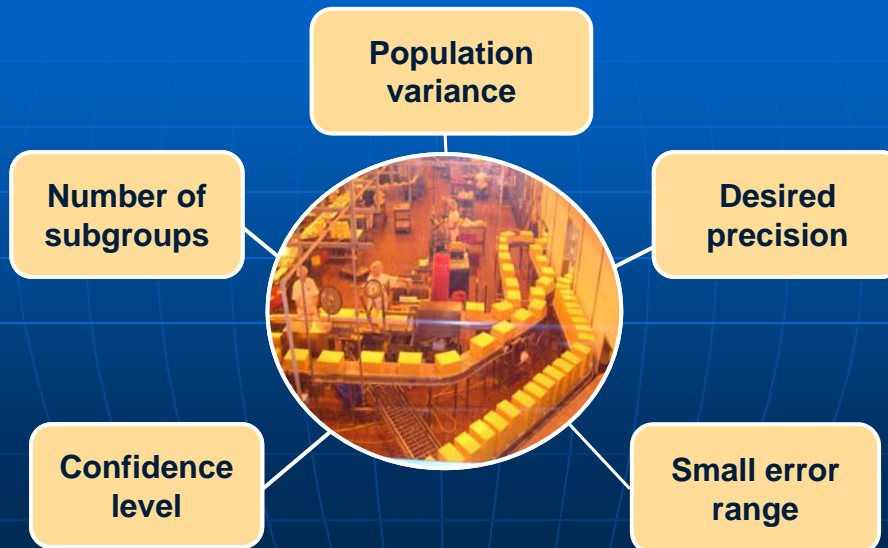 Population
variance
Number of
subgroups
Desired
precision
Confidence
level
Small error
range